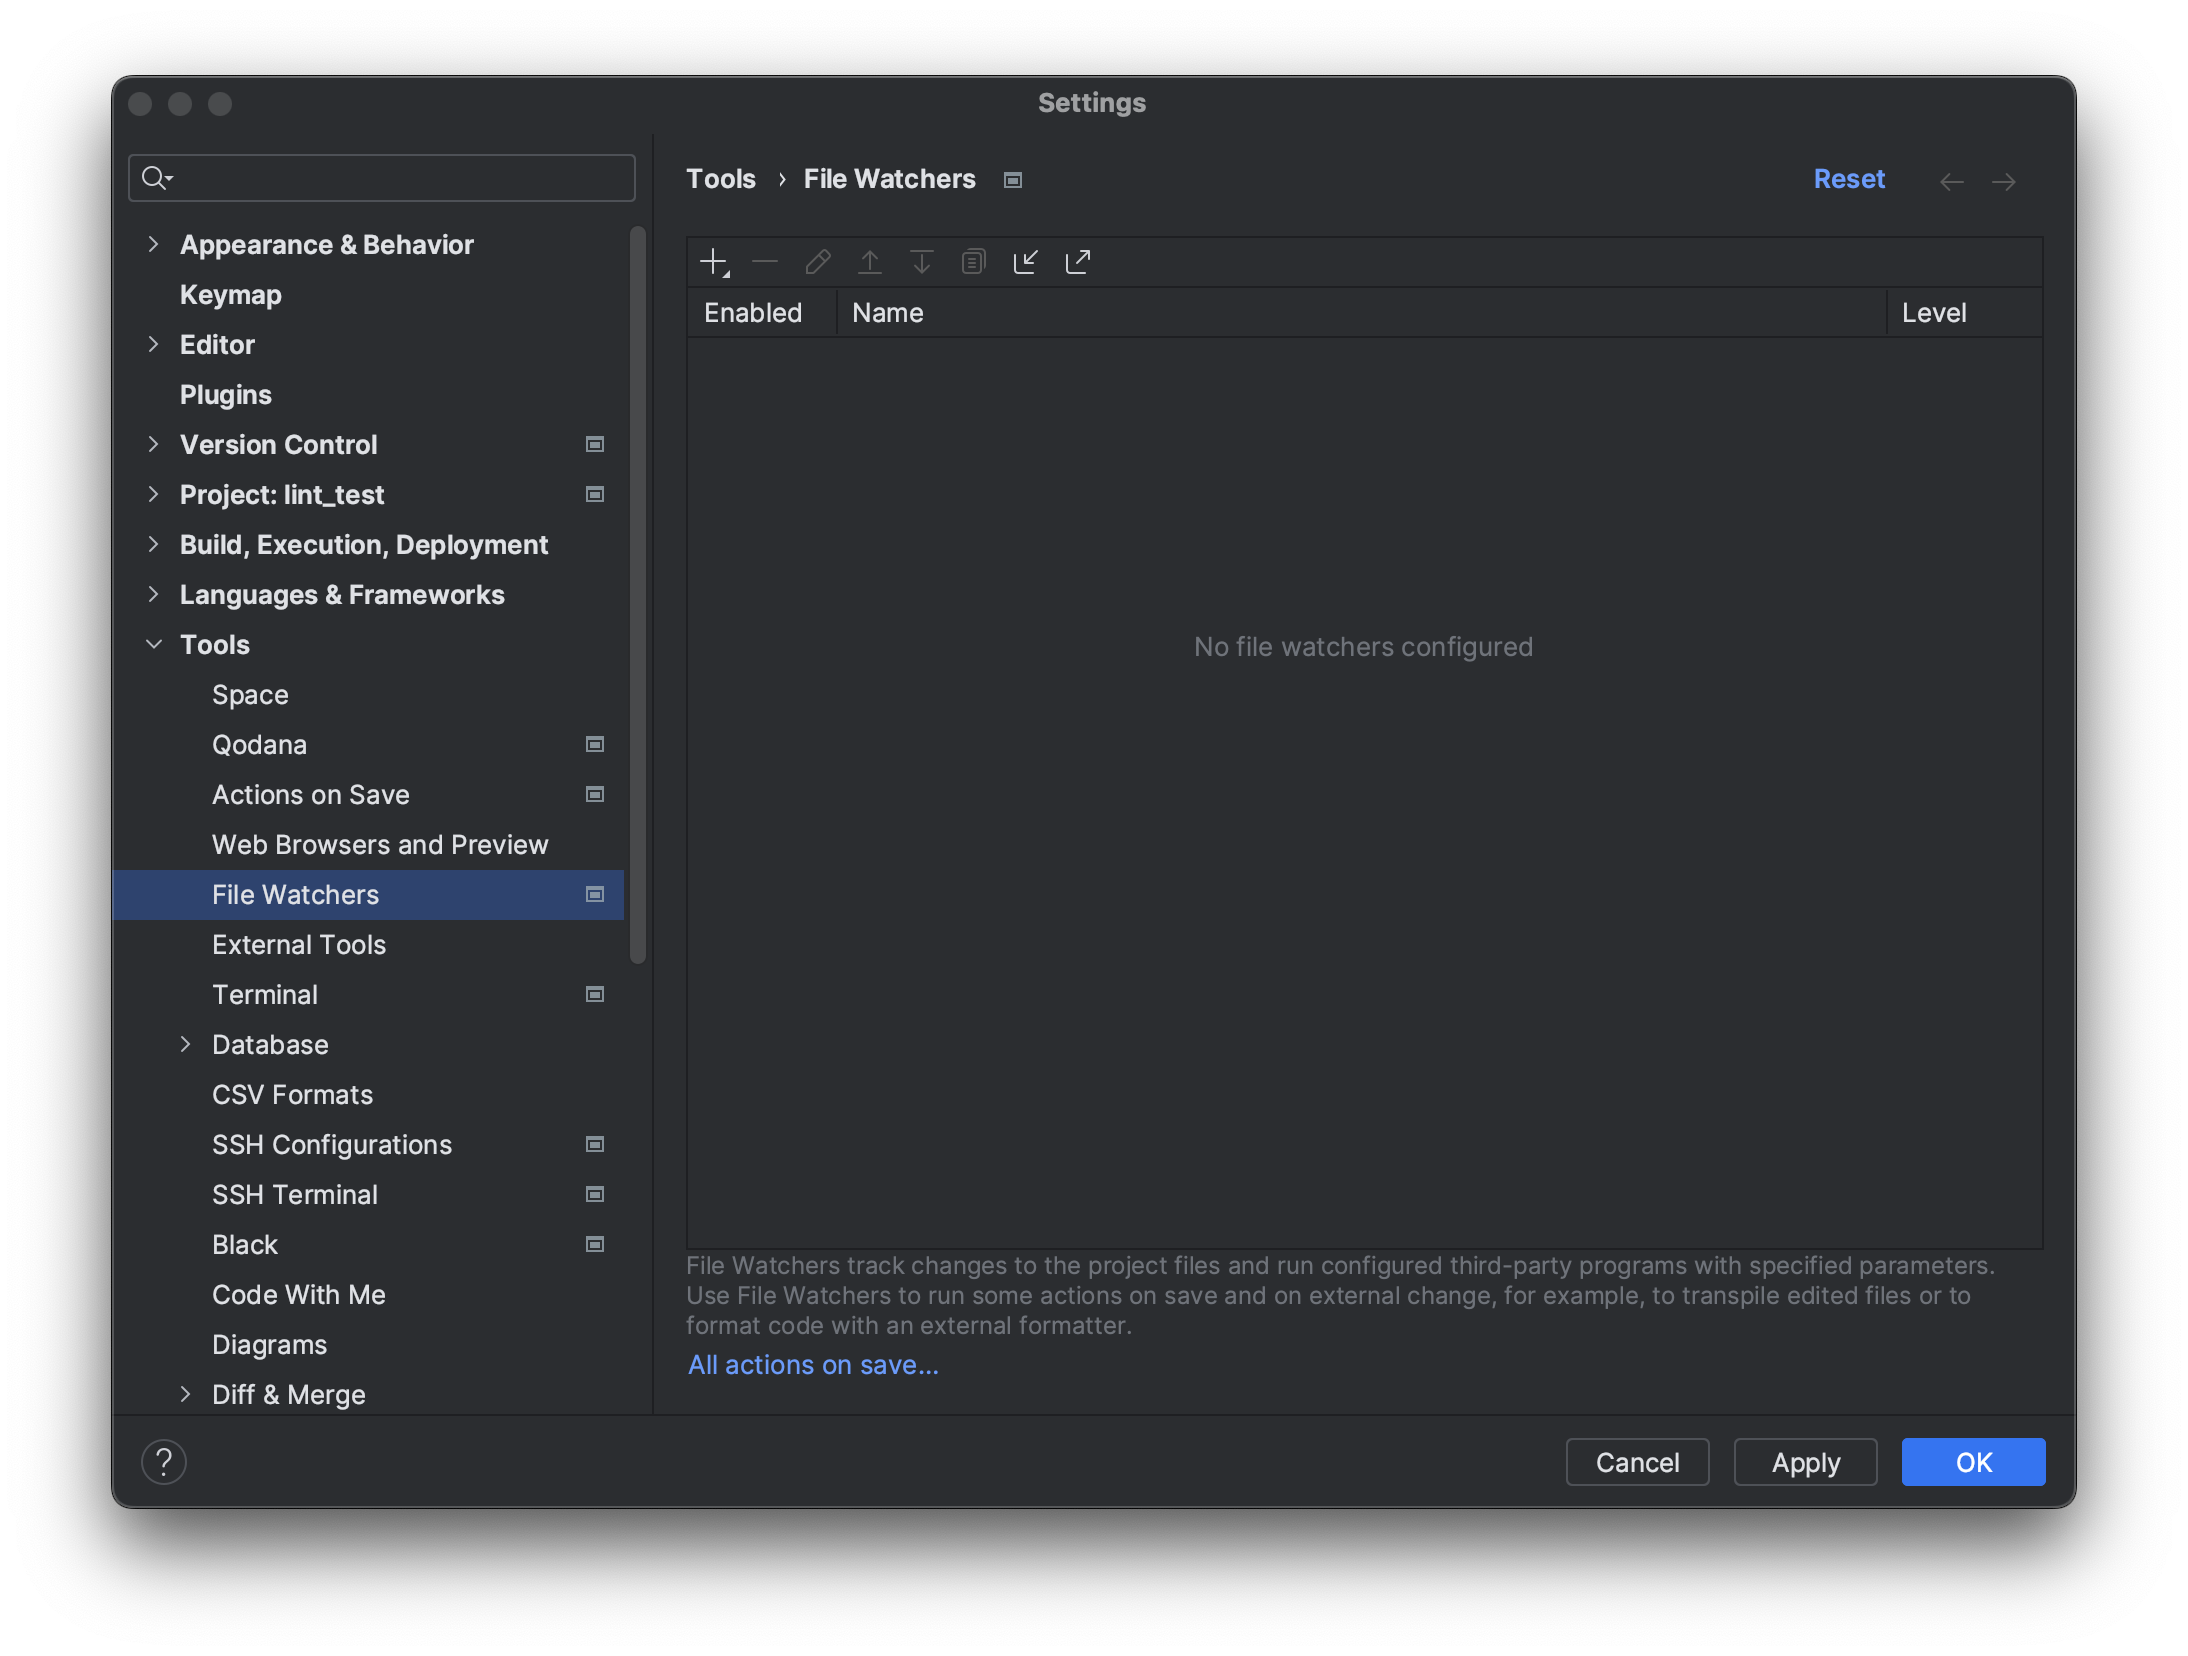 Settings
Appearance & Behavior
Keymap
Editor
Plugins
Version Control
Project: lint_test
Build, Execution, Deployment
Languages & Frameworks
Tools
Space
Qodana
Actions on Save
Web Browsers and Preview
File Watchers
External Tools
Terminal
Database
CSV Formats
SSH Configurations
SSH Terminal
Black
Code With Me
Diagrams
Diff & Merge
Tools › File Watchers
Reset
Enabled Name Level
No file watchers configured
File Watchers track changes to the project files and run configured third-party programs with specified parameters.
Use File Watchers to run some actions on save and on external change, for example, to transpile edited files or to
format code with an external formatter.
All actions on save...
?
Cancel Apply OK